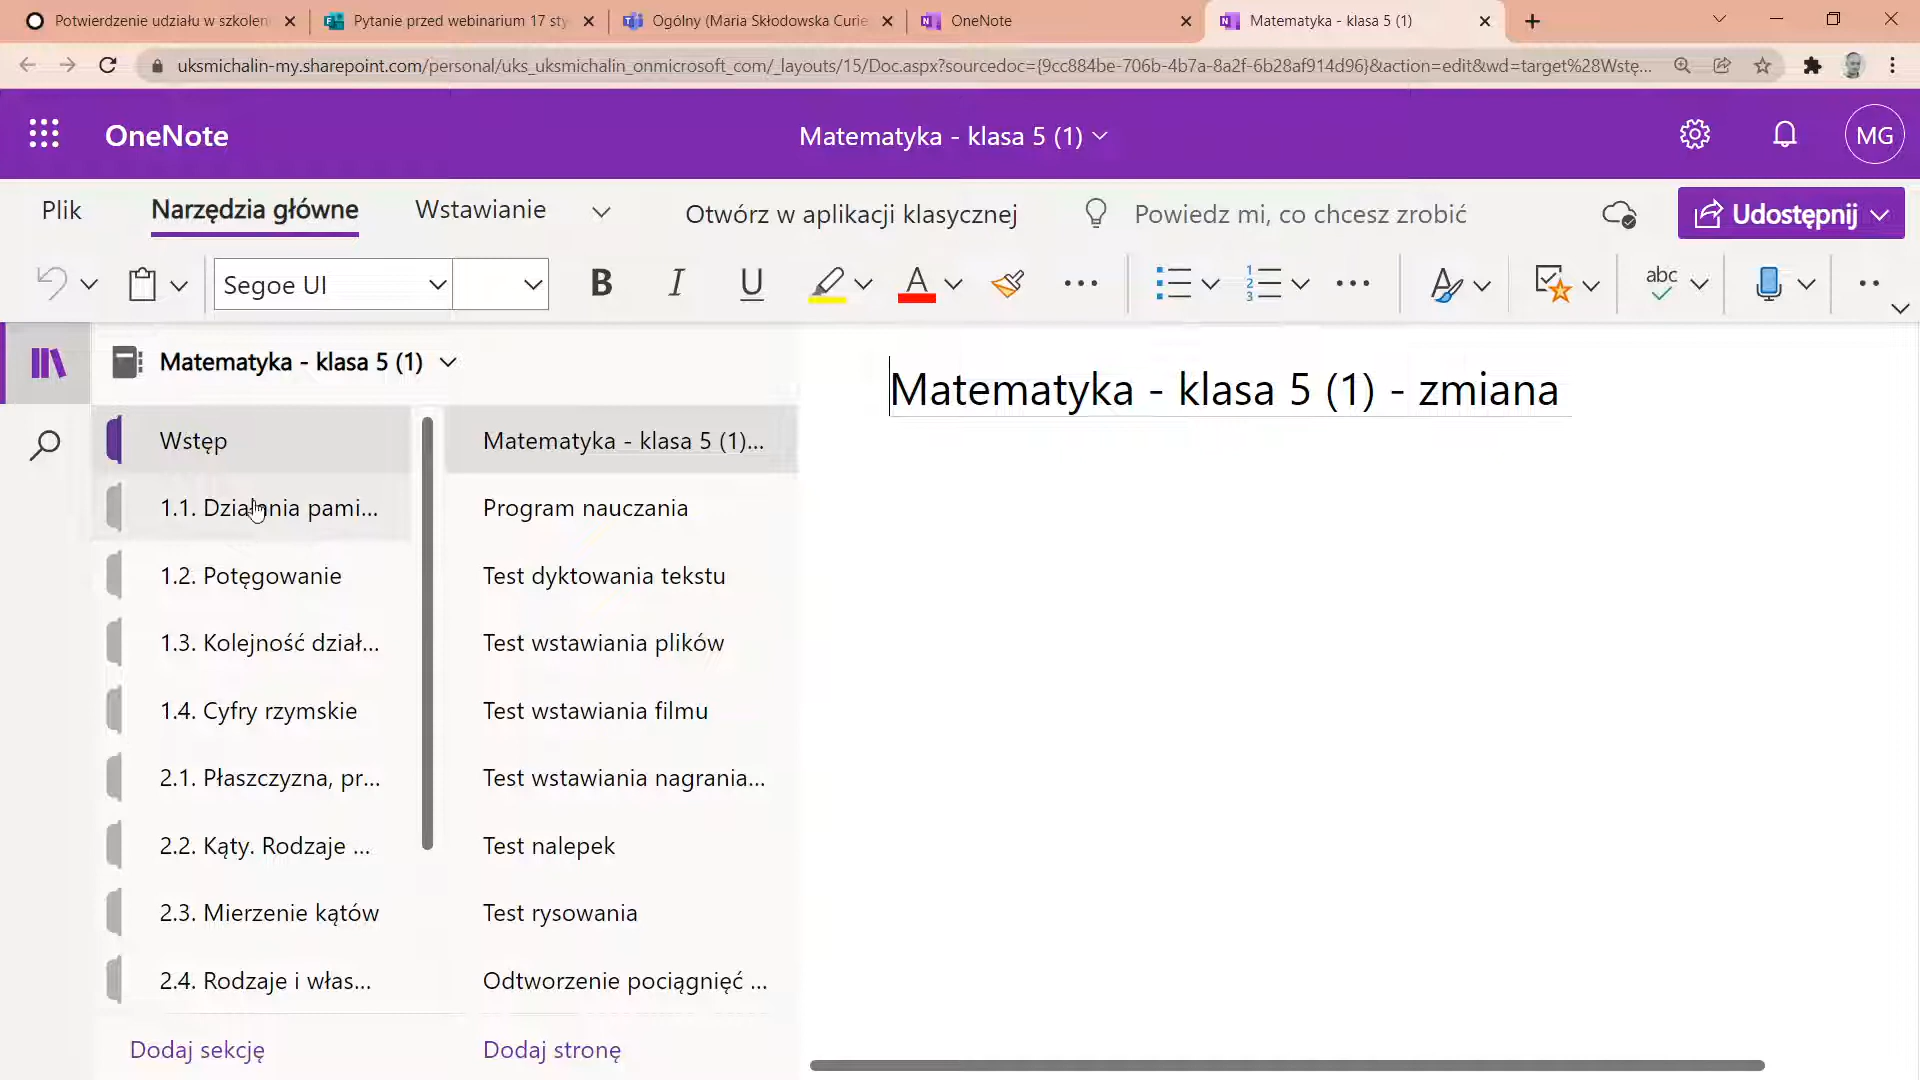 Potwierdzenie udziału w szkolen
Pytanie przed webinarium 17 sty
Ogólny (Maria Skłodowska Curie
OneNote
Matematyka - klasa 5 (1)
uksmichalin-my.sharepoint.com/personal/uks_uksmichalin_onmicrosoft_com/_layouts/15/Doc.aspx?sourcedoc={9cc884be-706b-4b7a-8a2f-6b28af914d96}&action=edit&wd=target%28Wstę...
OneNote
Matematyka - klasa 5 (1)
MG
Plik
Narzędzia główne
Wstawianie
Otwórz w aplikacji klasycznej
Powiedz mi, co chcesz zrobić
Udostępnij
Segoe UI
B
I
U
A
abc
Matematyka - klasa 5 (1)
Wstęp
1.1. Działania pami...
1.2. Potęgowanie
1.3. Kolejność dział...
1.4. Cyfry rzymskie
2.1. Płaszczyzna, pr...
2.2. Kąty. Rodzaje ...
2.3. Mierzenie kątów
2.4. Rodzaje i włas...
Dodaj sekcję
Matematyka - klasa 5 (1)...
Program nauczania
Test dyktowania tekstu
Test wstawiania plików
Test wstawiania filmu
Test wstawiania nagrania...
Test nalepek
Test rysowania
Odtworzenie pociągnięć ...
Dodaj stronę
Matematyka - klasa 5 (1) - zmiana